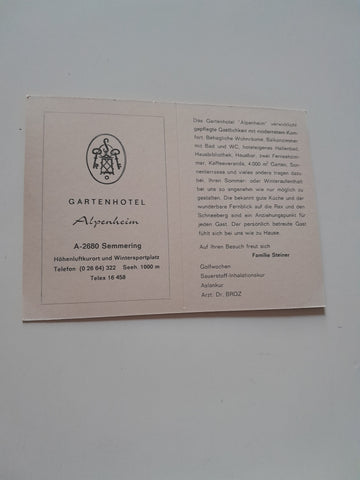 GARTENHOTEL
Alpenheim
A-2680 Semmering
Höhenluftkurort und Wintersportplatz
Telefon (0 26 64) 322 Seeh. 1000 m
Telex 16 458
Das Gartenhotel "Alpenheim" verwirklicht
gepflegte Gastlichkeit mit modernstem Kom-
fort. Behagliche Wohnräume, Balkonzimmer
mit Bad und WC, hoteleigenes Hallenbad,
Hausbibliothek, Hausbar, zwei Fernsehzim-
mer, Kaffeeveranda, 4.000 m² Garten, Son-
nenterrasse und vieles andere tragen dazu
bei, Ihren Sommer- oder Winteraufenthalt
bei uns so angenehm wie nur möglich zu
gestalten. Die bekannt gute Küche und der
wunderbare Fernblick auf die Rax und den
Schneeberg sind ein Anziehungspunkt für
jeden Gast. Der persönlich betreute Gast
fühlt sich bei uns wie zu Hause.
Auf Ihren Besuch freut sich
Familie Steiner
Golfwochen
Sauerstoff-Inhalationskur
Aslankur
Arzt: Dr. BROZ